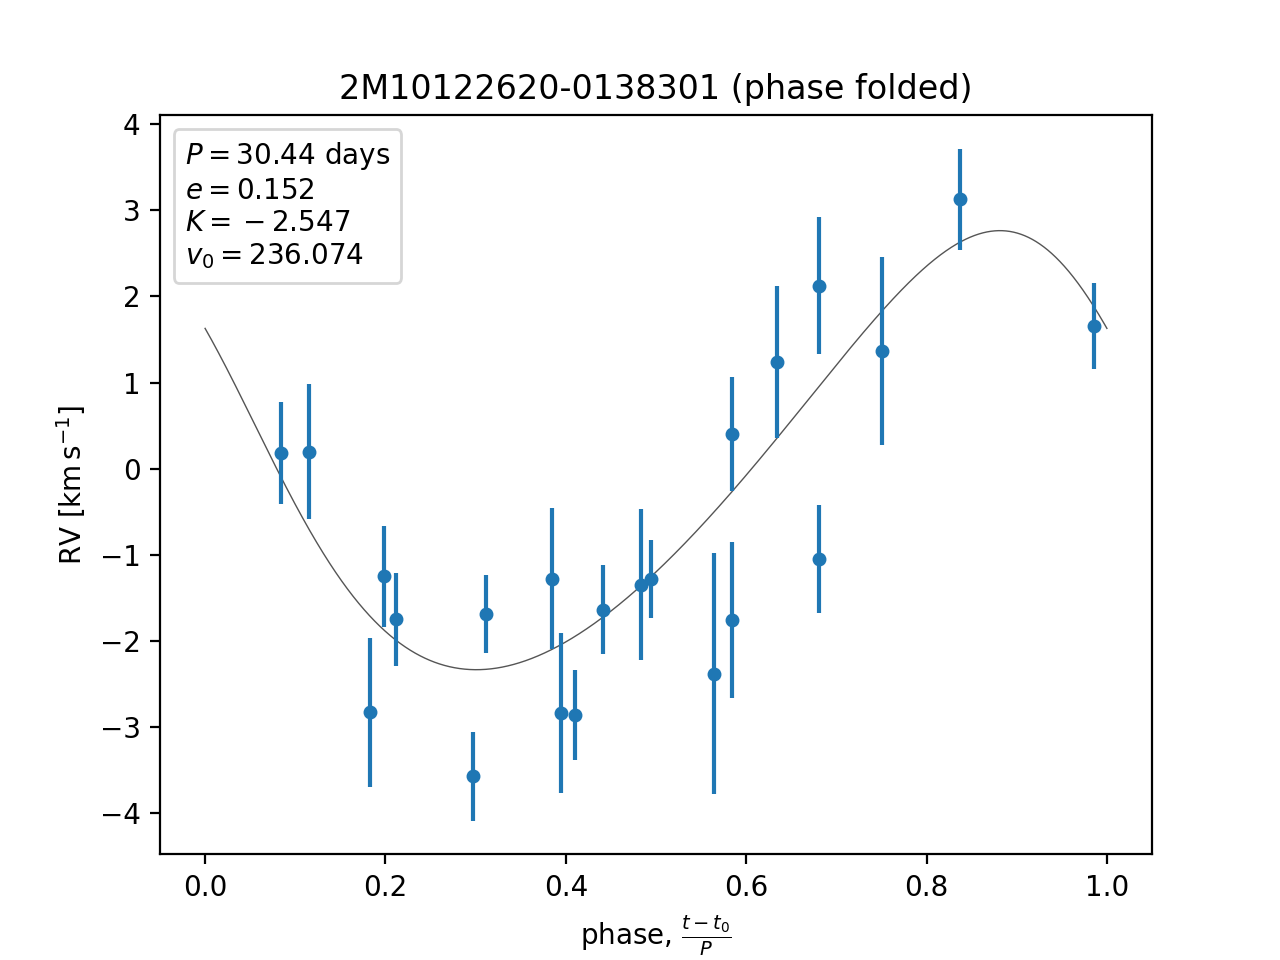 2M10122620-0138301 (phase folded)
P = 30.44 days
e = 0.152
K = −2.547
v₀ = 236.074
4
3
2
1
0
−1
−2
−3
−4
RV [km s⁻¹]
0.0 0.2 0.4 0.6 0.8 1.0
phase, (t − t₀)/P